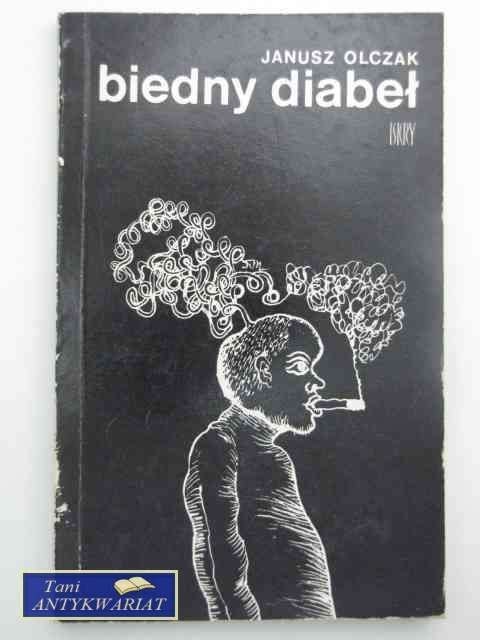 JANUSZ OLCZAK
biedny diabeł
ISKRY
Tani
ANTYKWARIAT